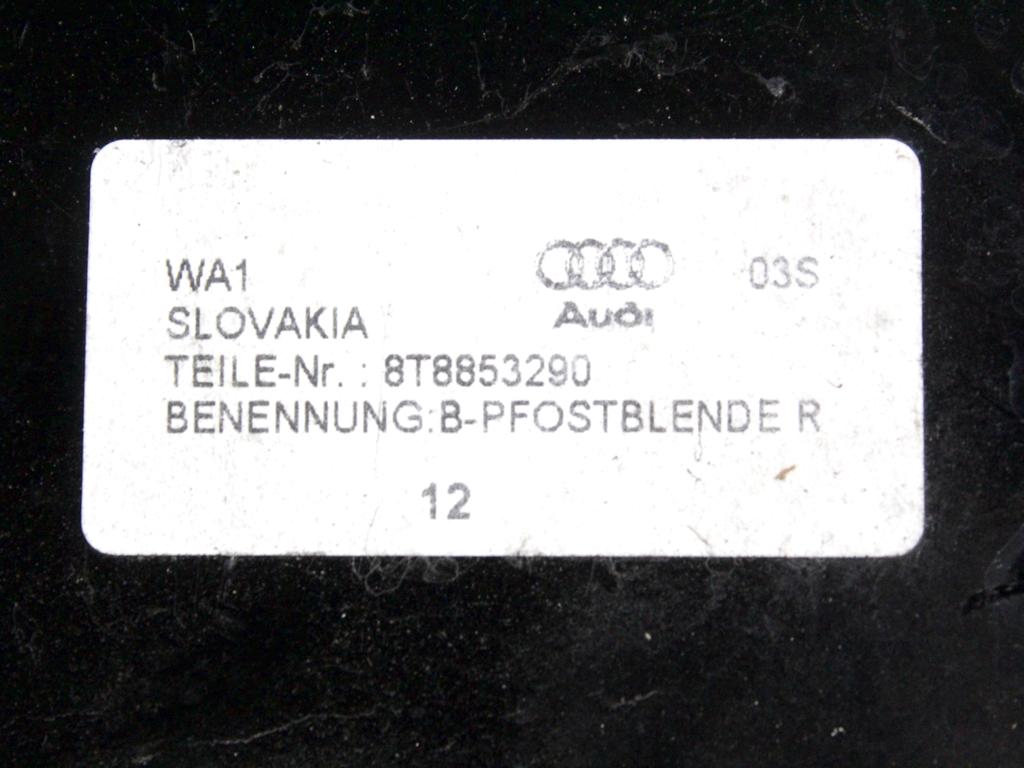 WA1 03S
Audi
SLOVAKIA
TEILE-Nr. : 8T8853290
BENENNUNG:B-PFOSTBLENDE R
12